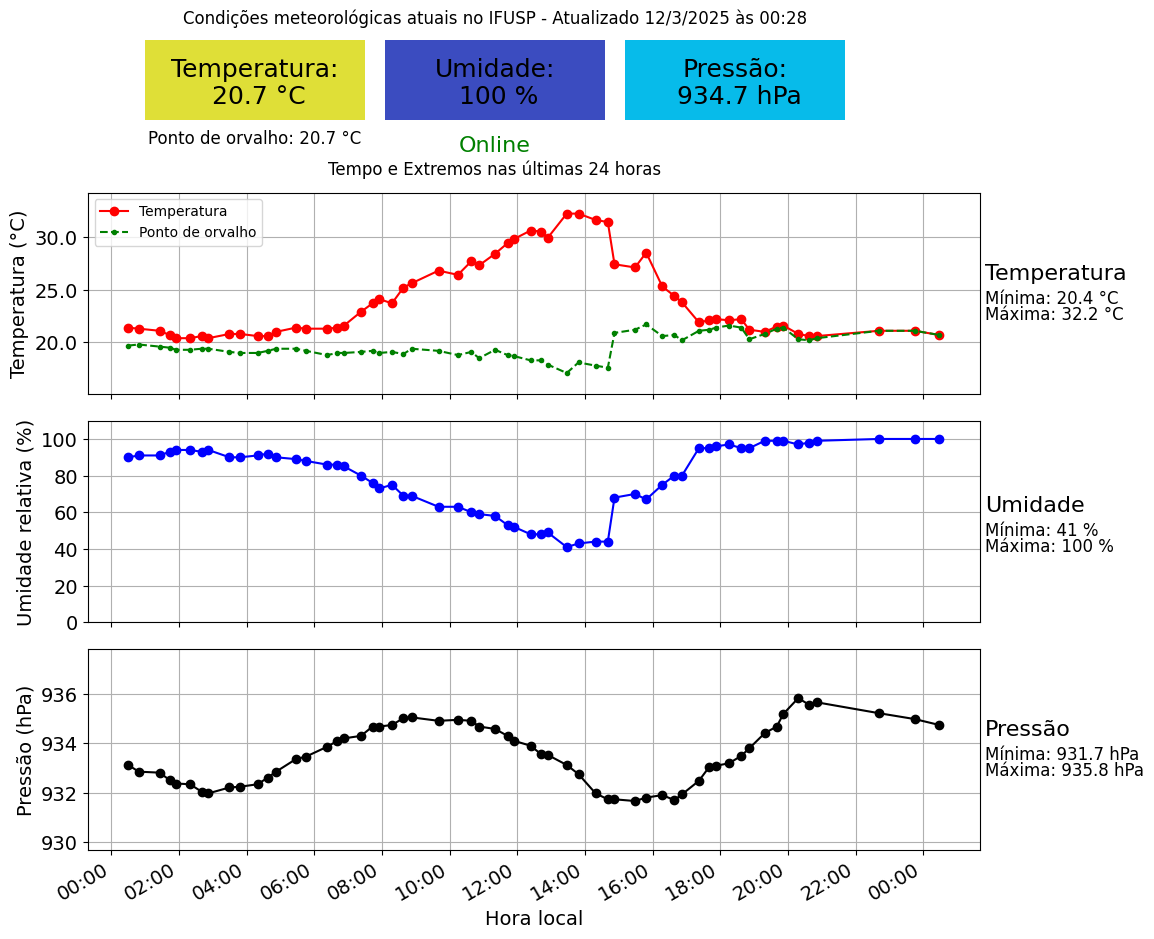 Condições meteorológicas atuais no IFUSP - Atualizado 12/3/2025 às 00:28
Temperatura:
20.7 °C
Umidade:
100 %
Pressão:
934.7 hPa
Ponto de orvalho: 20.7 °C
Online
Tempo e Extremos nas últimas 24 horas
Temperatura (°C)
30.0
25.0
20.0
Temperatura
Ponto de orvalho
Temperatura
Mínima: 20.4 °C
Máxima: 32.2 °C
Umidade relativa (%)
100
80
60
40
20
0
Umidade
Mínima: 41 %
Máxima: 100 %
Pressão (hPa)
936
934
932
930
Pressão
Mínima: 931.7 hPa
Máxima: 935.8 hPa
00:00 02:00 04:00 06:00 08:00 10:00 12:00 14:00 16:00 18:00 20:00 22:00 00:00
Hora local